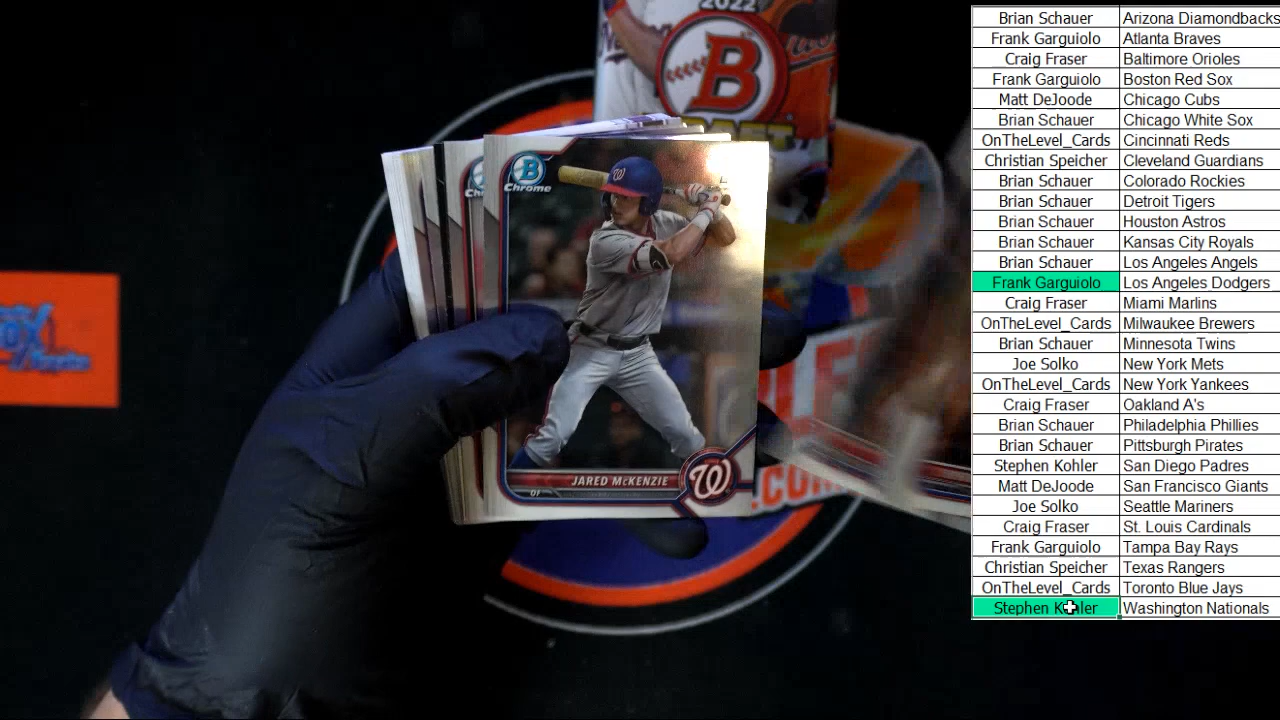 2022
B
DRAFT
B
Chrome
W
JARED McKENZIE
OF
W
Brian Schauer Arizona Diamondbacks
Frank Garguiolo Atlanta Braves
Craig Fraser Baltimore Orioles
Frank Garguiolo Boston Red Sox
Matt DeJoode Chicago Cubs
Brian Schauer Chicago White Sox
OnTheLevel_Cards Cincinnati Reds
Christian Speicher Cleveland Guardians
Brian Schauer Colorado Rockies
Brian Schauer Detroit Tigers
Brian Schauer Houston Astros
Brian Schauer Kansas City Royals
Brian Schauer Los Angeles Angels
Frank Garguiolo Los Angeles Dodgers
Craig Fraser Miami Marlins
OnTheLevel_Cards Milwaukee Brewers
Brian Schauer Minnesota Twins
Joe Solko New York Mets
OnTheLevel_Cards New York Yankees
Craig Fraser Oakland A's
Brian Schauer Philadelphia Phillies
Brian Schauer Pittsburgh Pirates
Stephen Kohler San Diego Padres
Matt DeJoode San Francisco Giants
Joe Solko Seattle Mariners
Craig Fraser St. Louis Cardinals
Frank Garguiolo Tampa Bay Rays
Christian Speicher Texas Rangers
OnTheLevel_Cards Toronto Blue Jays
Stephen Kohler Washington Nationals